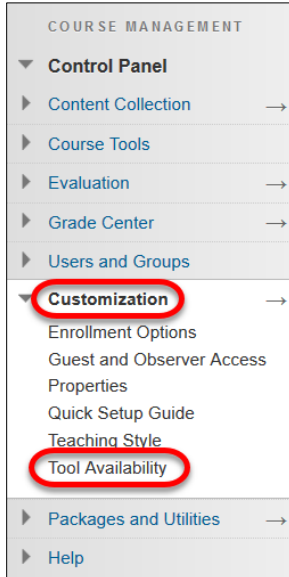 COURSE MANAGEMENT
Control Panel
Content Collection
Course Tools
Evaluation
Grade Center
Users and Groups
Customization
Enrollment Options
Guest and Observer Access
Properties
Quick Setup Guide
Teaching Style
Tool Availability
Packages and Utilities
Help